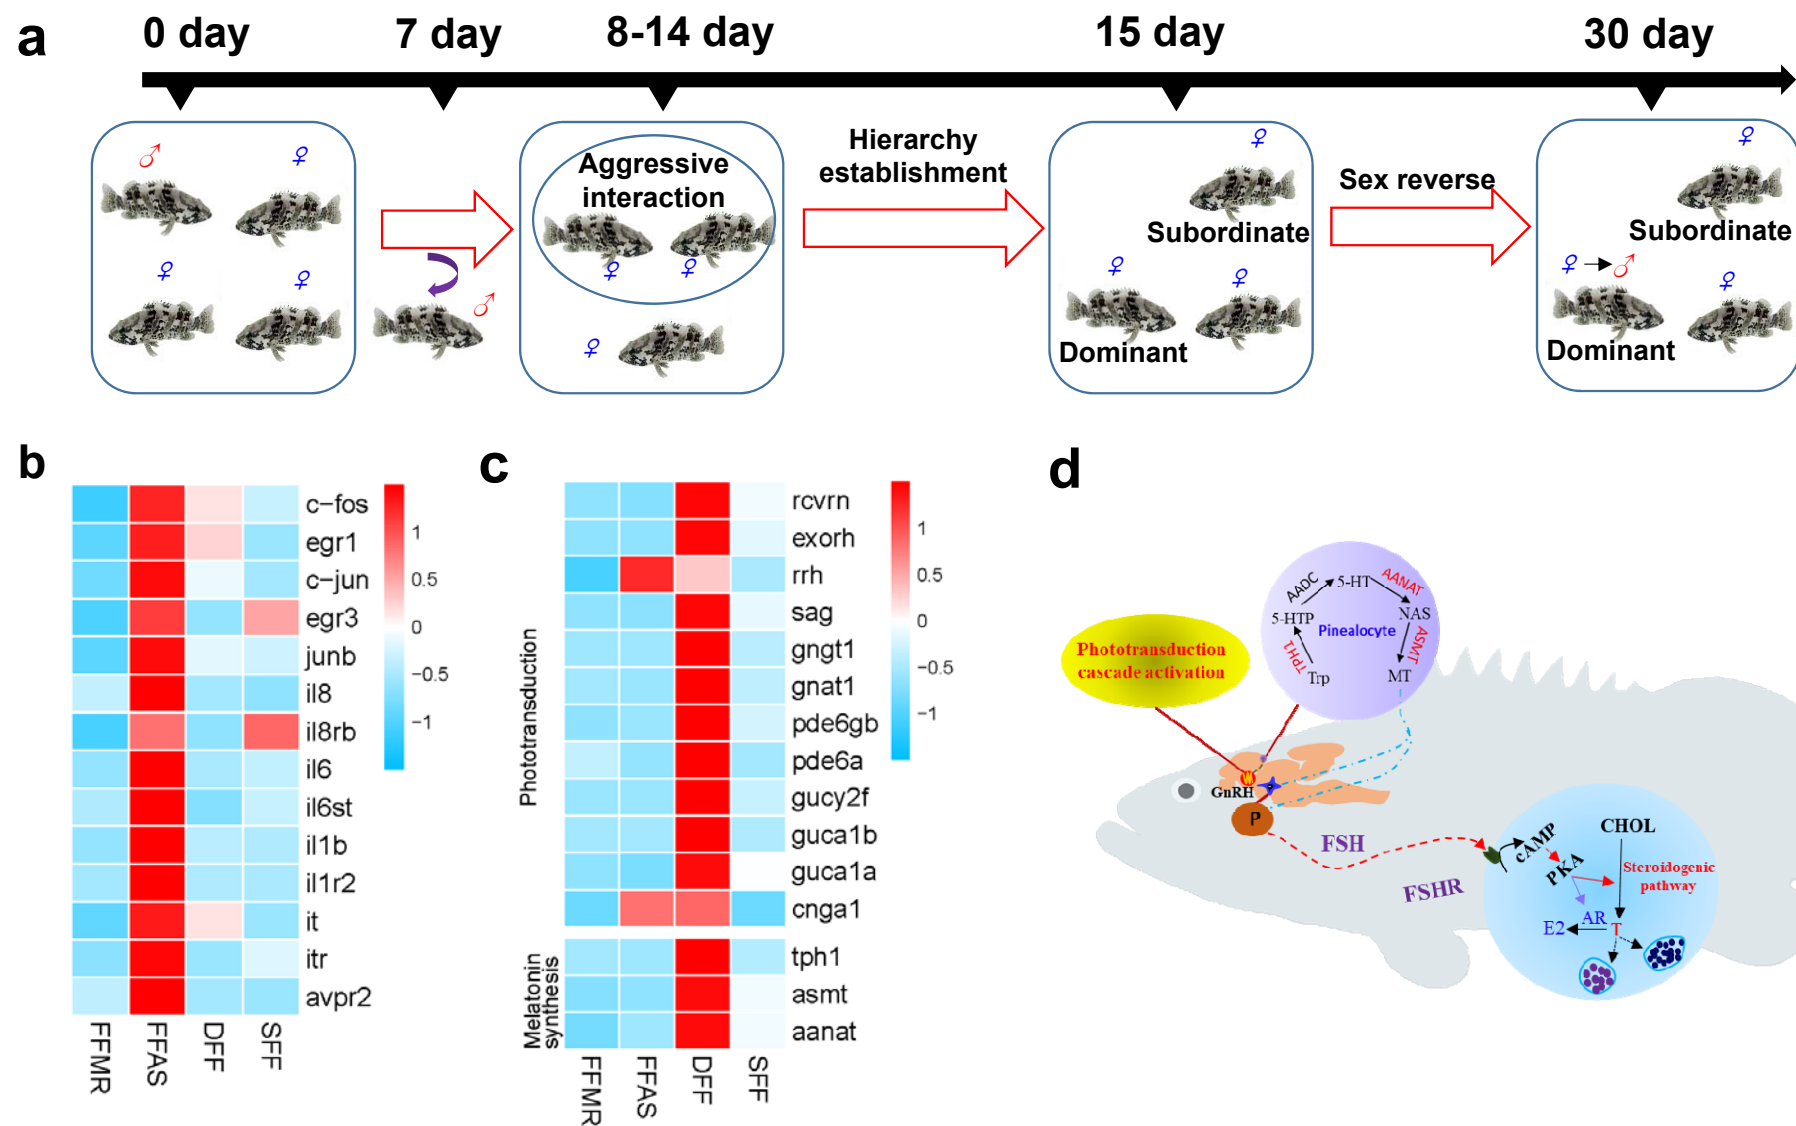 a
0 day
7 day
8-14 day
15 day
30 day
♂
♀
♀
♀
♂
Aggressive
interaction
♀
♀
♀
Hierarchy
establishment
♀
Subordinate
♀
♀
Dominant
Sex reverse
♀
Subordinate
♀
♂
♀
Dominant
b
c-fos
egr1
c-jun
egr3
junb
il8
il8rb
il6
il6st
il1b
il1r2
it
itr
avpr2
FFMR
FFAS
DFF
SFF
1
0.5
0
−0.5
−1
c
Phototransduction
rcvrn
exorh
rrh
sag
gngt1
gnat1
pde6gb
pde6a
gucy2f
guca1b
guca1a
cnga1
Melatonin
synthesis
tph1
asmt
aanat
FFMR
FFAS
DFF
SFF
1
0.5
0
−0.5
−1
d
Phototransduction
cascade activation
AADC
5-HT
AANAT
5-HTP
NAS
Pinealocyte
TPH1
ASMT
Trp
MT
GnRH
P
FSH
FSHR
cAMP
PKA
CHOL
Steroidogenic
pathway
AR
E2
T